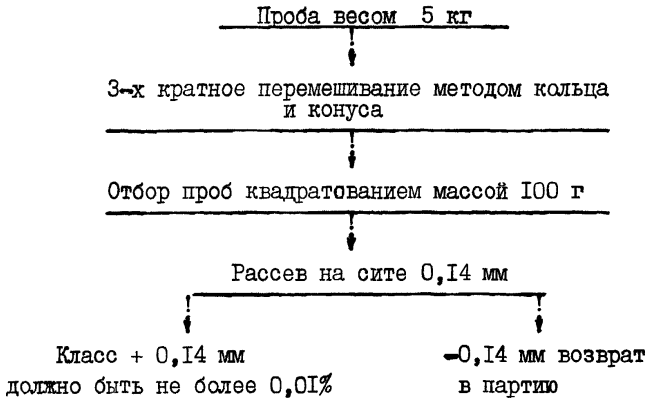 Проба весом 5 кг
3-х кратное перемешивание методом кольца
и конуса
Отбор проб квадратованием массой 100 г
Рассев на сите 0,14 мм
Класс + 0,14 мм
должно быть не более 0,01%
-0,14 мм возврат
в партию